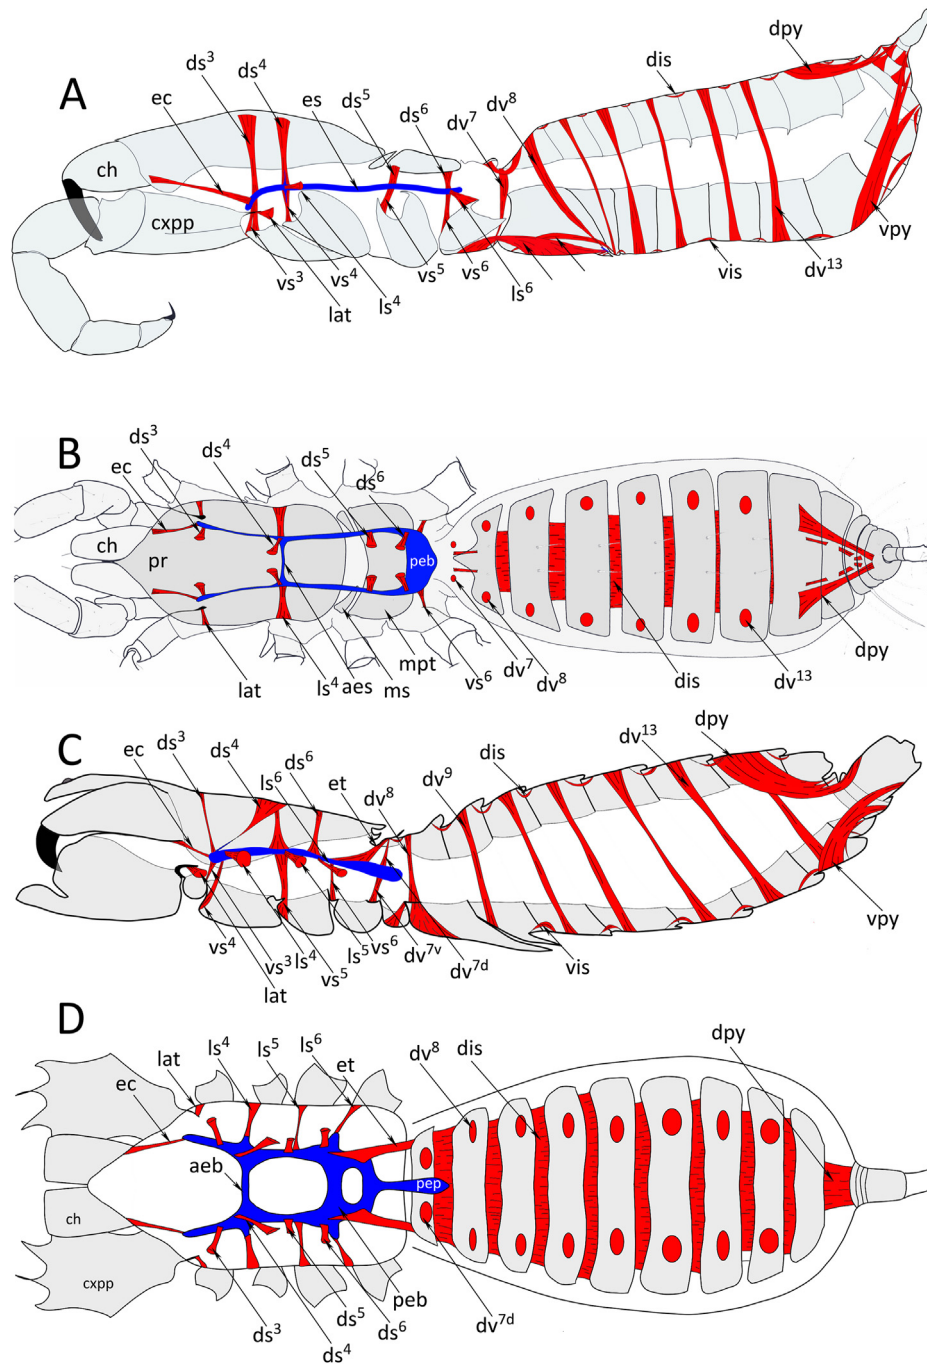 A
ds³
ds⁴
ec
es
ds⁵
ds⁶
dv⁷
dv⁸
dis
dpy
ch
cxpp
vs³
lat
vs⁴
ls⁴
vs⁵
vs⁶
ls⁶
vis
dv¹³
vpy
B
ds³
ec
ds⁴
ds⁵
ds⁶
ch
pr
peb
lat
ls⁴
aes
ms
mpt
vs⁶
dv⁷
dv⁸
dis
dv¹³
dpy
C
ec
ds³
ds⁴
ls⁶
ds⁶
et
dv⁸
dv⁹
dis
dv¹³
dpy
vs⁴
lat
vs³
ls⁴
vs⁵
ls⁵
vs⁶
dv⁷ᵛ
dv⁷ᵈ
vis
vpy
D
ec
lat
ls⁴
ls⁵
ls⁶
et
dv⁸
dis
dpy
aeb
pep
ch
cxpp
ds³
ds⁴
ds⁵
ds⁶
peb
dv⁷ᵈ